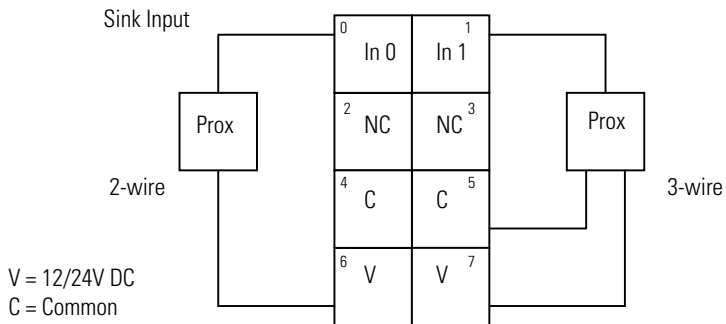 Sink Input
0 In 0 1 In 1
Prox 2 NC NC 3 Prox
2-wire 4 C C 5 3-wire
6 V V 7
V = 12/24V DC
C = Common